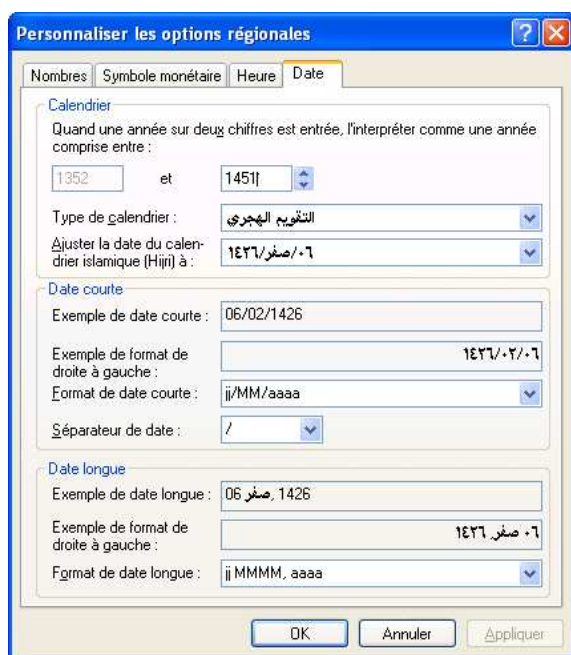 Personnaliser les options régionales
Nombres Symbole monétaire Heure Date
Calendrier
Quand une année sur deux chiffres est entrée, l'interpréter comme une année
comprise entre :
1352 et 1451
Type de calendrier : التقويم الهجري
Ajuster la date du calen-
drier islamique (Hijri) à : ٠٦/صفر/١٤٢٦
Date courte
Exemple de date courte : 06/02/1426
Exemple de format de
droite à gauche : ١٤٢٦/٠٢/٠٦
Format de date courte : jj/MM/aaaa
Séparateur de date : /
Date longue
Exemple de date longue : 06 صفر, 1426
Exemple de format de
droite à gauche : ٠٦ صفر, ١٤٢٦
Format de date longue : jj MMMM, aaaa
OK Annuler Appliquer